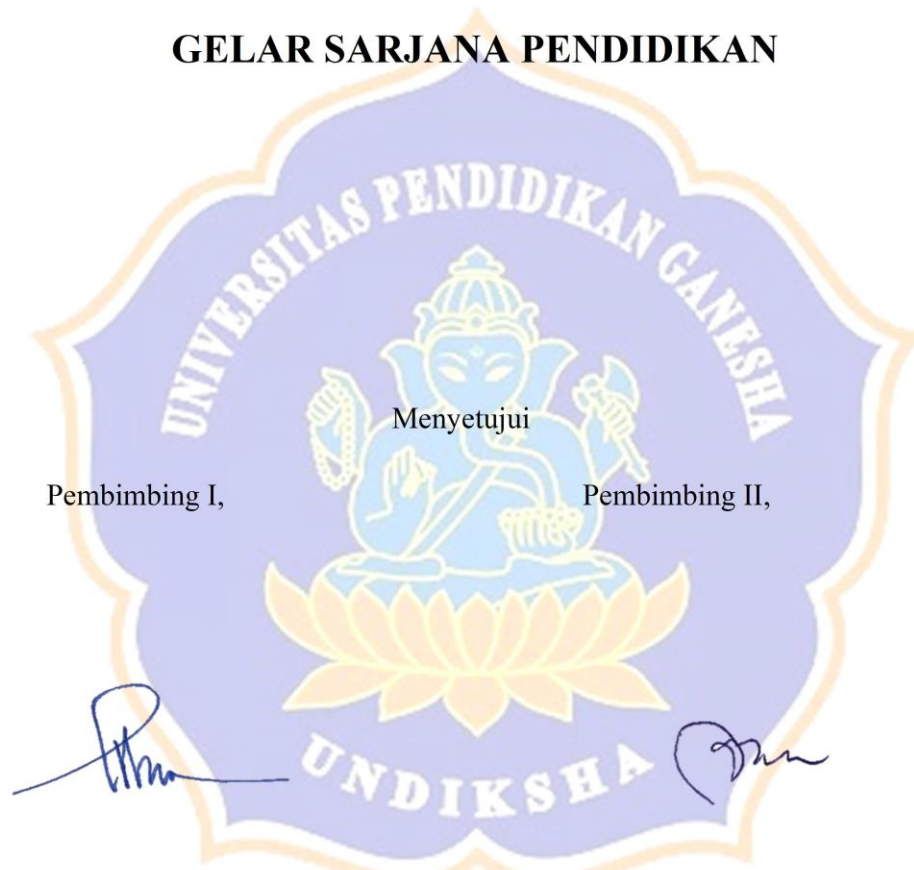 GELAR SARJANA PENDIDIKAN
UNIVERSITAS PENDIDIKAN GANESHA
Menyetujui
Pembimbing I, Pembimbing II,
UNDIKSHA